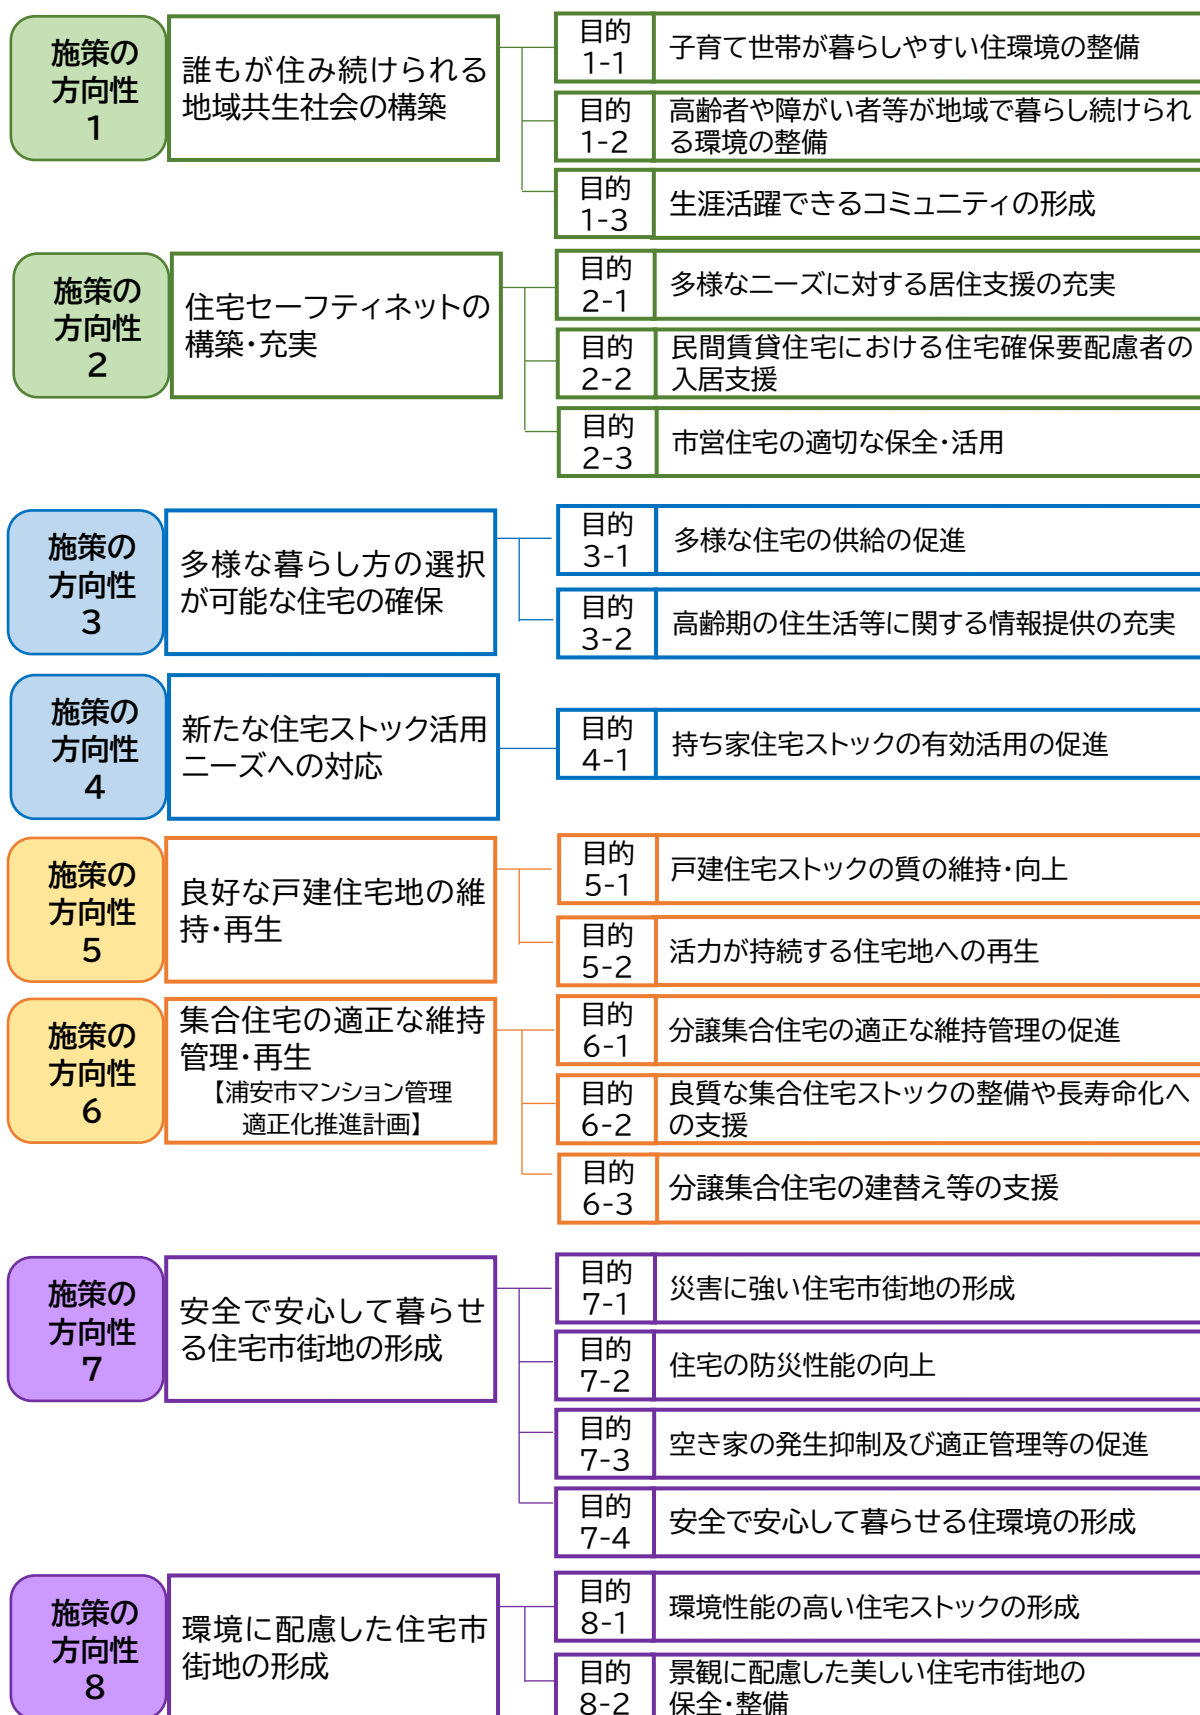 施策の
方向性
1
誰もが住み続けられる
地域共生社会の構築
目的
1-1
子育て世帯が暮らしやすい住環境の整備
目的
1-2
高齢者や障がい者等が地域で暮らし続けられ
る環境の整備
目的
1-3
生涯活躍できるコミュニティの形成
施策の
方向性
2
住宅セーフティネットの
構築・充実
目的
2-1
多様なニーズに対する居住支援の充実
目的
2-2
民間賃貸住宅における住宅確保要配慮者の
入居支援
目的
2-3
市営住宅の適切な保全・活用
施策の
方向性
3
多様な暮らし方の選択
が可能な住宅の確保
目的
3-1
多様な住宅の供給の促進
目的
3-2
高齢期の住生活等に関する情報提供の充実
施策の
方向性
4
新たな住宅ストック活用
ニーズへの対応
目的
4-1
持ち家住宅ストックの有効活用の促進
施策の
方向性
5
良好な戸建住宅地の維
持・再生
目的
5-1
戸建住宅ストックの質の維持・向上
目的
5-2
活力が持続する住宅地への再生
施策の
方向性
6
集合住宅の適正な維持
管理・再生
【浦安市マンション管理
適正化推進計画】
目的
6-1
分譲集合住宅の適正な維持管理の促進
目的
6-2
良質な集合住宅ストックの整備や長寿命化へ
の支援
目的
6-3
分譲集合住宅の建替え等の支援
施策の
方向性
7
安全で安心して暮らせ
る住宅市街地の形成
目的
7-1
災害に強い住宅市街地の形成
目的
7-2
住宅の防災性能の向上
目的
7-3
空き家の発生抑制及び適正管理等の促進
目的
7-4
安全で安心して暮らせる住環境の形成
施策の
方向性
8
環境に配慮した住宅市
街地の形成
目的
8-1
環境性能の高い住宅ストックの形成
目的
8-2
景観に配慮した美しい住宅市街地の
保全・整備